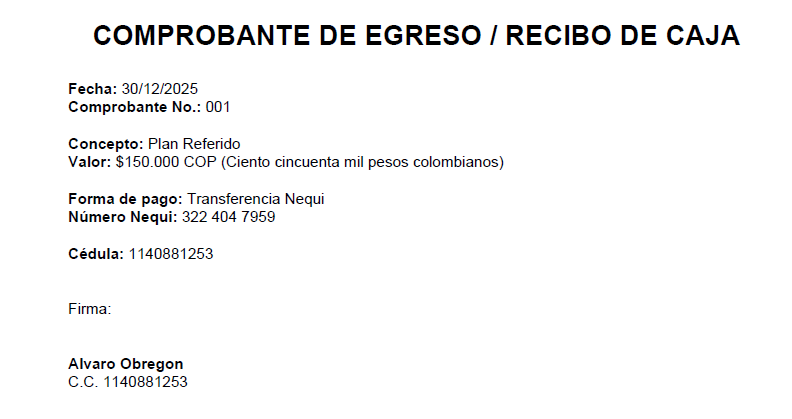 COMPROBANTE DE EGRESO / RECIBO DE CAJA
Fecha: 30/12/2025
Comprobante No.: 001
Concepto: Plan Referido
Valor: $150.000 COP (Ciento cincuenta mil pesos colombianos)
Forma de pago: Transferencia Nequi
Número Nequi: 322 404 7959
Cédula: 1140881253
Firma:
Alvaro Obregon
C.C. 1140881253